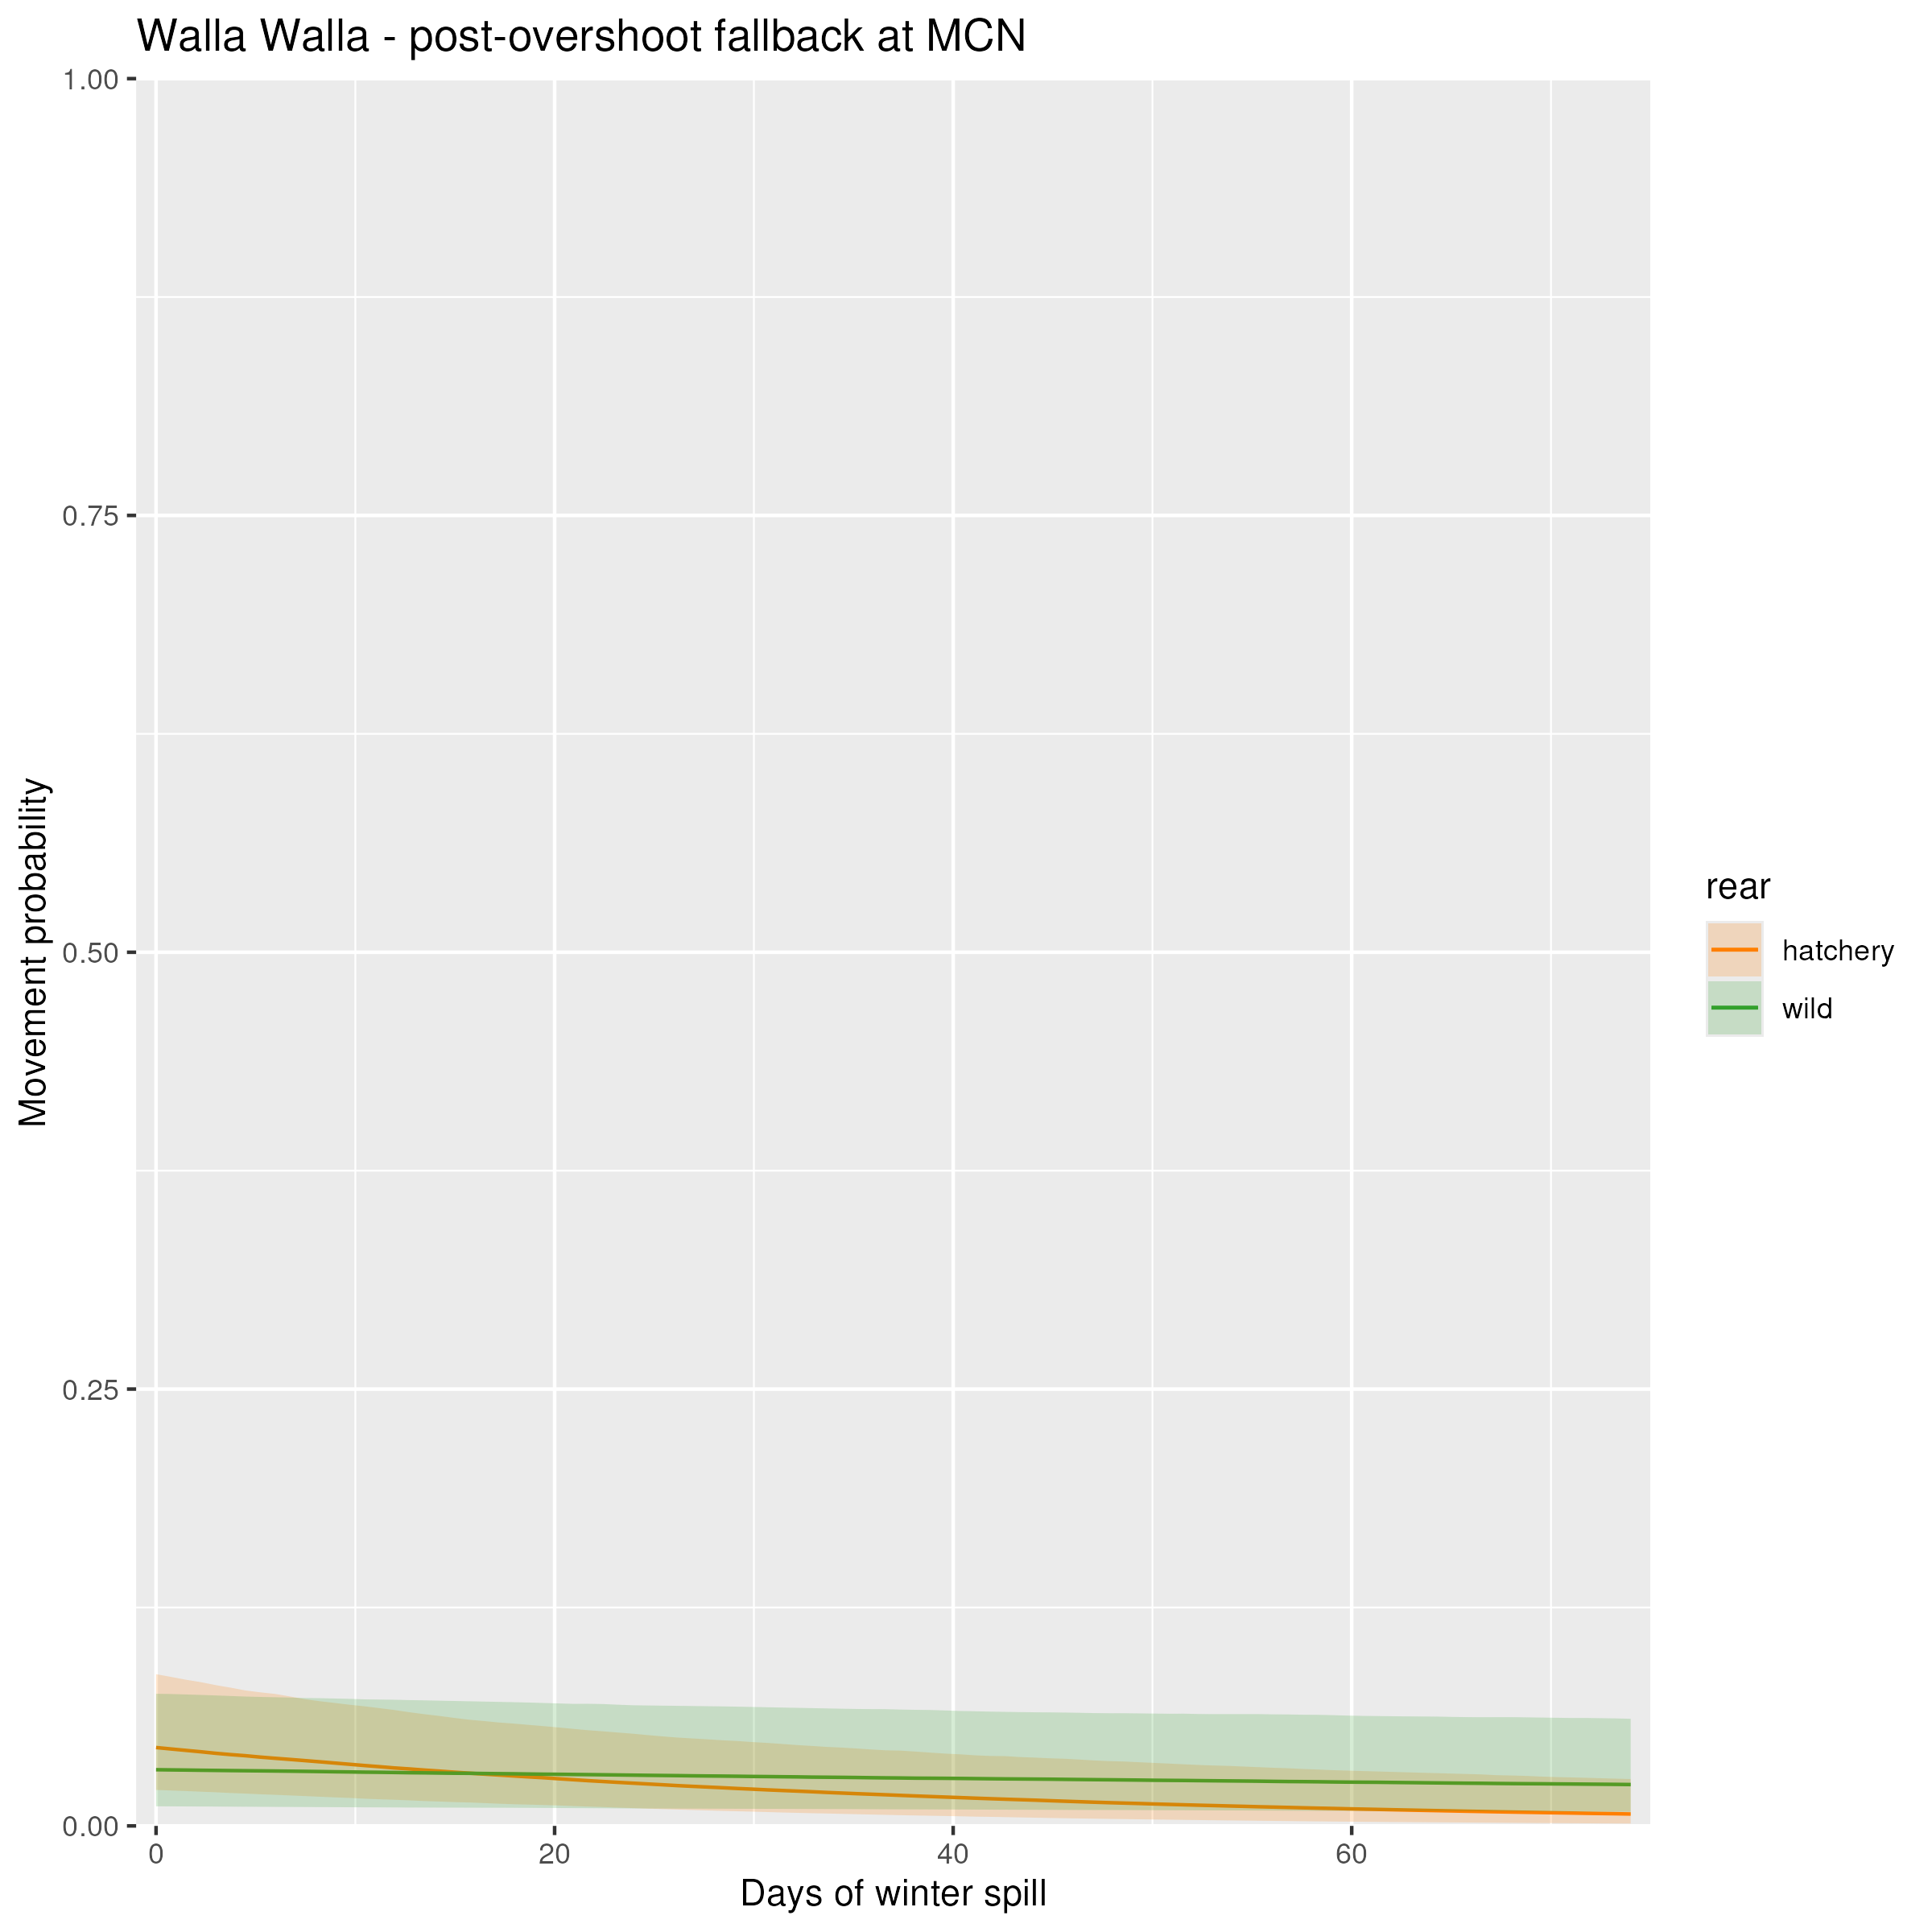 Walla Walla - post-overshoot fallback at MCN
1.00
0.75
0.50
0.25
0.00
Movement probability
0
20
40
60
Days of winter spill
rear
hatchery
wild